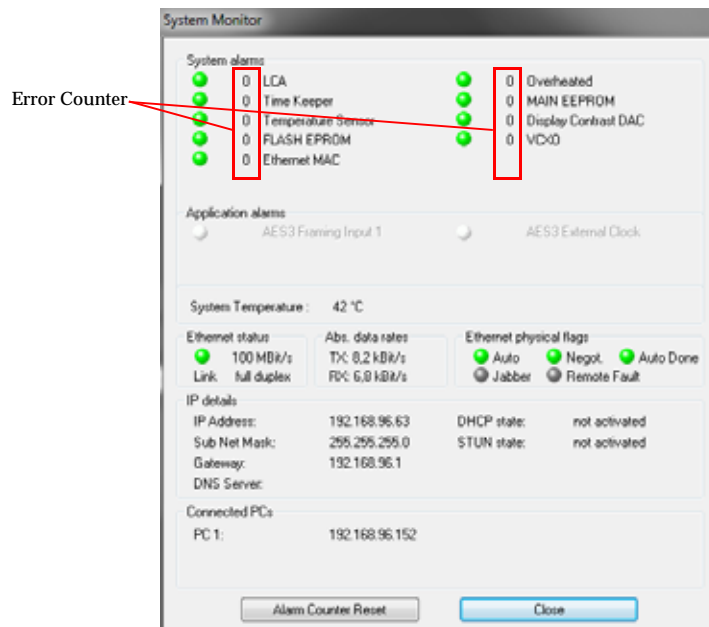 System Monitor
System alarms
0 LCA
0 Overheated
Error Counter
0 Time Keeper
0 MAIN EEPROM
0 Temperature Sensor
0 Display Contrast DAC
0 FLASH EPROM
0 VCXO
0 Ethernet MAC
Application alarms
AES3 Framing Input 1
AES3 External Clock
System Temperature : 42 °C
Ethernet status
100 MBit/s
Link full duplex
Abs. data rates
TX: 8,2 kBit/s
RX: 6,8 kBit/s
Ethernet physical flags
Auto Negot. Auto Done
Jabber Remote Fault
IP details
IP Address: 192.168.96.63 DHCP state: not activated
Sub Net Mask: 255.255.255.0 STUN state: not activated
Gateway: 192.168.96.1
DNS Server:
Connected PCs
PC 1: 192.168.96.152
Alarm Counter Reset
Close